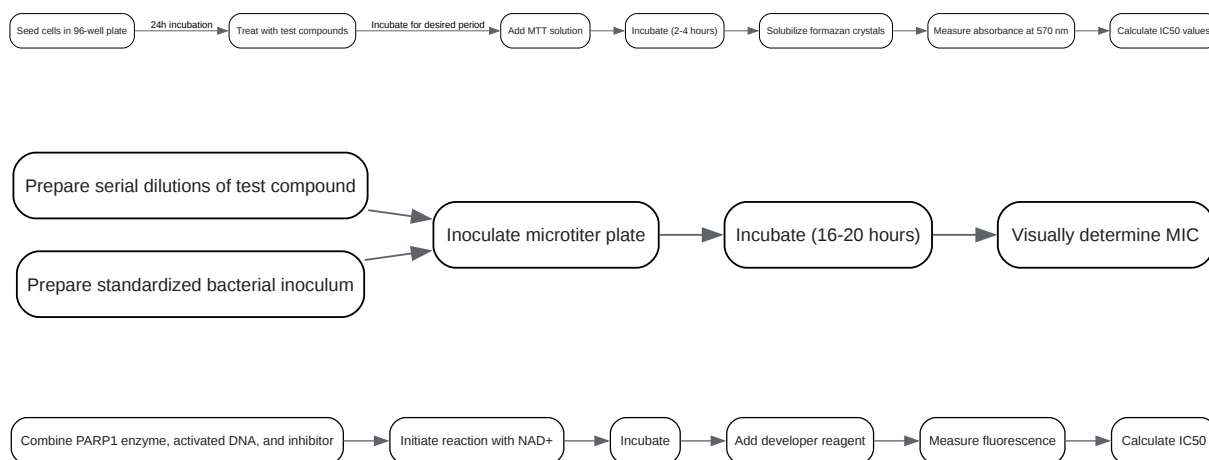 Seed cells in 96-well plate
24h incubation
Treat with test compounds
Incubate for desired period
Add MTT solution
Incubate (2-4 hours)
Solubilize formazan crystals
Measure absorbance at 570 nm
Calculate IC50 values
Prepare serial dilutions of test compound
Prepare standardized bacterial inoculum
Inoculate microtiter plate
Incubate (16-20 hours)
Visually determine MIC
Combine PARP1 enzyme, activated DNA, and inhibitor
Initiate reaction with NAD+
Incubate
Add developer reagent
Measure fluorescence
Calculate IC50